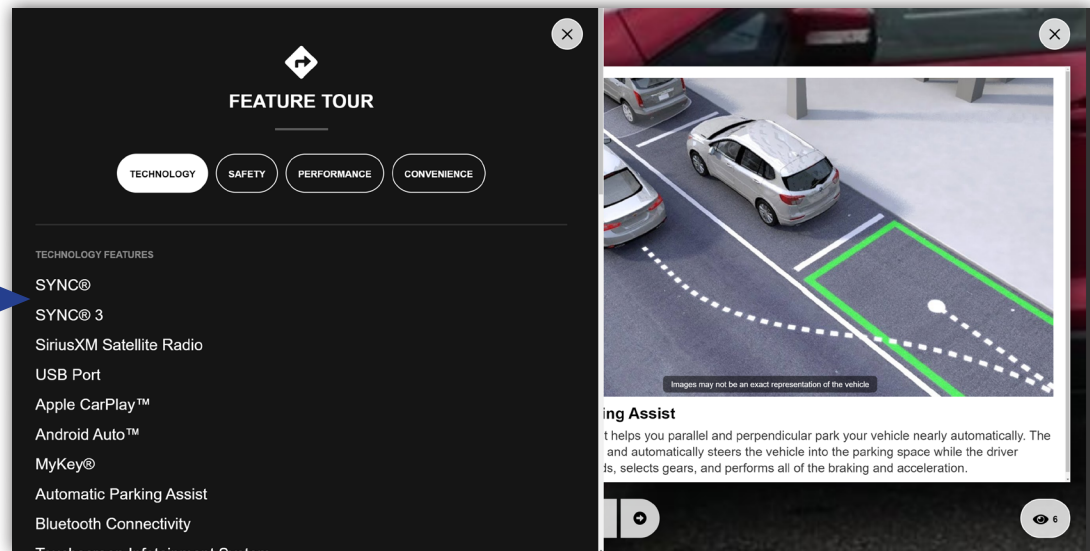 FEATURE TOUR
TECHNOLOGY
SAFETY
PERFORMANCE
CONVENIENCE
TECHNOLOGY FEATURES
SYNC®
SYNC® 3
SiriusXM Satellite Radio
USB Port
Apple CarPlay™
Android Auto™
MyKey®
Automatic Parking Assist
Bluetooth Connectivity
Images may not be an exact representation of the vehicle
ing Assist
t helps you parallel and perpendicular park your vehicle nearly automatically. The
and automatically steers the vehicle into the parking space while the driver
ds, selects gears, and performs all of the braking and acceleration.
6